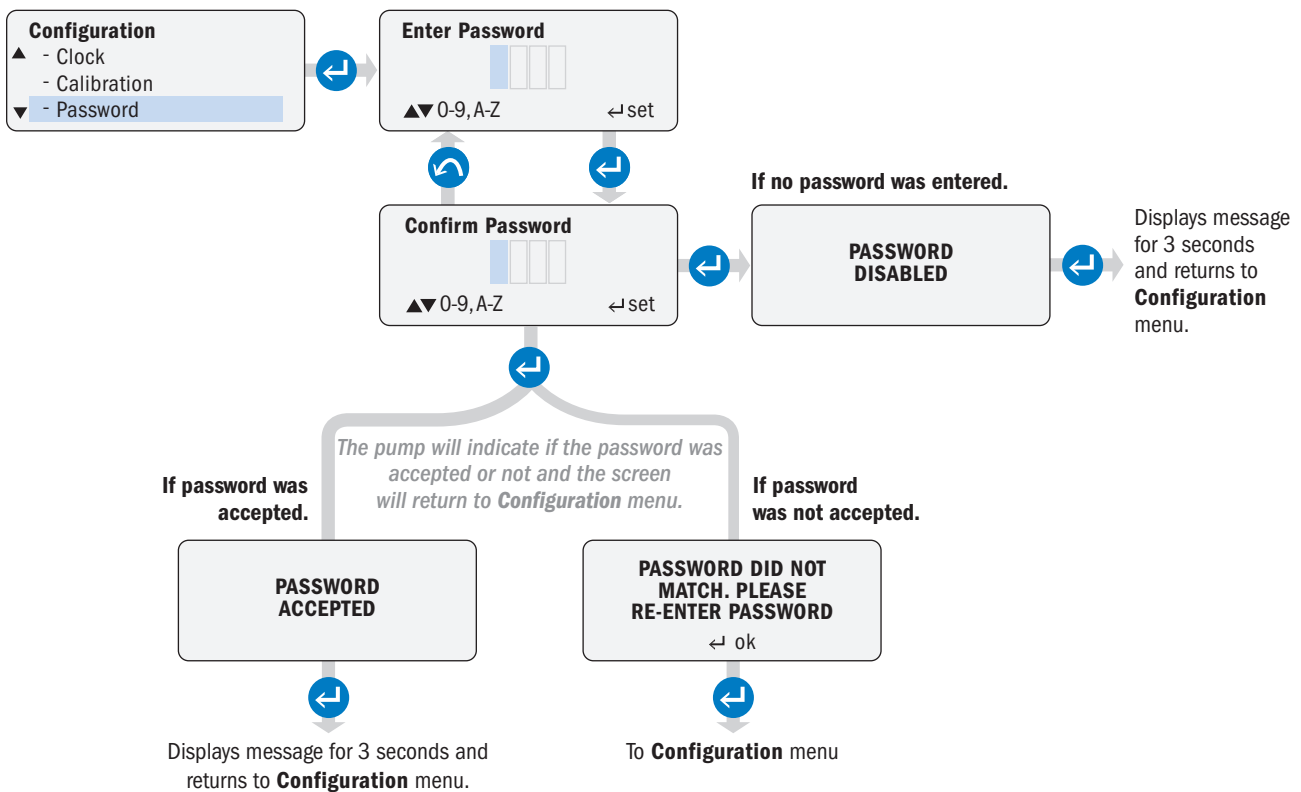 Configuration
▲ - Clock
- Calibration
▼ - Password
Enter Password
▲▼ 0-9, A-Z ↵ set
Confirm Password
▲▼ 0-9, A-Z ↵ set
If no password was entered.
PASSWORD
DISABLED
Displays message
for 3 seconds
and returns to
Configuration
menu.
The pump will indicate if the password was
accepted or not and the screen
will return to Configuration menu.
If password was
accepted.
PASSWORD
ACCEPTED
Displays message for 3 seconds and
returns to Configuration menu.
If password
was not accepted.
PASSWORD DID NOT
MATCH. PLEASE
RE-ENTER PASSWORD
↵ ok
To Configuration menu